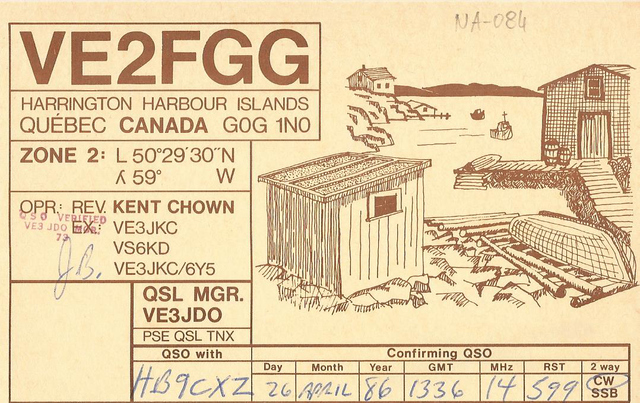 NA-084
VE2FGG
HARRINGTON HARBOUR ISLANDS
QUÉBEC CANADA G0G 1N0
ZONE 2: L 50°29'30"N
⅄ 59° W
OPR: REV. KENT CHOWN
EX: VE3JKC
VS6KD
VE3JKC/6Y5
QSO VERIFIED
VE3JDO MGR.
73
J.B.
QSL MGR.
VE3JDO
PSE QSL TNX
QSO with Confirming QSO
Day Month Year GMT MHz RST 2 way
HB9CXZ 26 APRIL 86 1336 14 599 CW
SSB